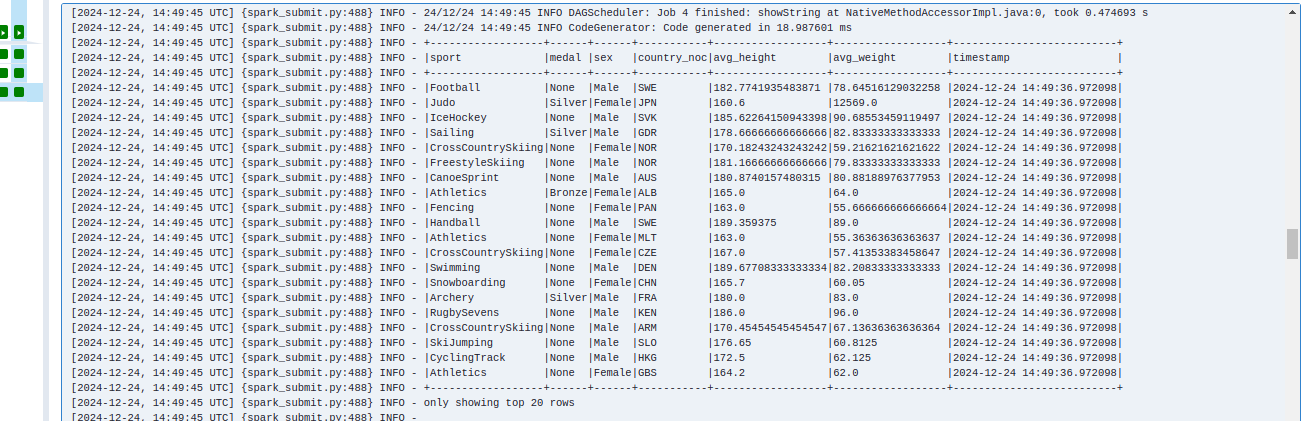 [2024-12-24, 14:49:45 UTC] {spark_submit.py:488} INFO - 24/12/24 14:49:45 INFO DAGScheduler: Job 4 finished: showString at NativeMethodAccessorImpl.java:0, took 0.474693 s
[2024-12-24, 14:49:45 UTC] {spark_submit.py:488} INFO - 24/12/24 14:49:45 INFO CodeGenerator: Code generated in 18.987601 ms
[2024-12-24, 14:49:45 UTC] {spark_submit.py:488} INFO - +------------------+------+------+-----------+------------------+------------------+--------------------------+
[2024-12-24, 14:49:45 UTC] {spark_submit.py:488} INFO - |sport             |medal |sex   |country_noc|avg_height        |avg_weight        |timestamp                 |
[2024-12-24, 14:49:45 UTC] {spark_submit.py:488} INFO - +------------------+------+------+-----------+------------------+------------------+--------------------------+
[2024-12-24, 14:49:45 UTC] {spark_submit.py:488} INFO - |Football          |None  |Male  |SWE        |182.7741935483871 |78.64516129032258 |2024-12-24 14:49:36.972098|
[2024-12-24, 14:49:45 UTC] {spark_submit.py:488} INFO - |Judo              |Silver|Female|JPN        |160.6             |12569.0           |2024-12-24 14:49:36.972098|
[2024-12-24, 14:49:45 UTC] {spark_submit.py:488} INFO - |IceHockey         |None  |Male  |SVK        |185.62264150943398|90.68553459119497 |2024-12-24 14:49:36.972098|
[2024-12-24, 14:49:45 UTC] {spark_submit.py:488} INFO - |Sailing           |Silver|Male  |GDR        |178.66666666666666|82.83333333333333 |2024-12-24 14:49:36.972098|
[2024-12-24, 14:49:45 UTC] {spark_submit.py:488} INFO - |CrossCountrySkiing|None  |Female|NOR        |170.18243243243242|59.21621621621622 |2024-12-24 14:49:36.972098|
[2024-12-24, 14:49:45 UTC] {spark_submit.py:488} INFO - |FreestyleSkiing   |None  |Male  |NOR        |181.16666666666666|79.83333333333333 |2024-12-24 14:49:36.972098|
[2024-12-24, 14:49:45 UTC] {spark_submit.py:488} INFO - |CanoeSprint       |None  |Male  |AUS        |180.8740157480315 |80.88188976377953 |2024-12-24 14:49:36.972098|
[2024-12-24, 14:49:45 UTC] {spark_submit.py:488} INFO - |Athletics         |Bronze|Female|ALB        |165.0             |64.0              |2024-12-24 14:49:36.972098|
[2024-12-24, 14:49:45 UTC] {spark_submit.py:488} INFO - |Fencing           |None  |Female|PAN        |163.0             |55.666666666666664|2024-12-24 14:49:36.972098|
[2024-12-24, 14:49:45 UTC] {spark_submit.py:488} INFO - |Handball          |None  |Male  |SWE        |189.359375        |89.0              |2024-12-24 14:49:36.972098|
[2024-12-24, 14:49:45 UTC] {spark_submit.py:488} INFO - |Athletics         |None  |Female|MLT        |163.0             |55.36363636363637 |2024-12-24 14:49:36.972098|
[2024-12-24, 14:49:45 UTC] {spark_submit.py:488} INFO - |CrossCountrySkiing|None  |Female|CZE        |167.0             |57.41353383458647 |2024-12-24 14:49:36.972098|
[2024-12-24, 14:49:45 UTC] {spark_submit.py:488} INFO - |Swimming          |None  |Male  |DEN        |189.67708333333334|82.20833333333333 |2024-12-24 14:49:36.972098|
[2024-12-24, 14:49:45 UTC] {spark_submit.py:488} INFO - |Snowboarding      |None  |Female|CHN        |165.7             |60.05             |2024-12-24 14:49:36.972098|
[2024-12-24, 14:49:45 UTC] {spark_submit.py:488} INFO - |Archery           |Silver|Male  |FRA        |180.0             |83.0              |2024-12-24 14:49:36.972098|
[2024-12-24, 14:49:45 UTC] {spark_submit.py:488} INFO - |RugbySevens       |None  |Male  |KEN        |186.0             |96.0              |2024-12-24 14:49:36.972098|
[2024-12-24, 14:49:45 UTC] {spark_submit.py:488} INFO - |CrossCountrySkiing|None  |Male  |ARM        |170.45454545454547|67.13636363636364 |2024-12-24 14:49:36.972098|
[2024-12-24, 14:49:45 UTC] {spark_submit.py:488} INFO - |SkiJumping        |None  |Male  |SLO        |176.65            |60.8125           |2024-12-24 14:49:36.972098|
[2024-12-24, 14:49:45 UTC] {spark_submit.py:488} INFO - |CyclingTrack      |None  |Male  |HKG        |172.5             |62.125            |2024-12-24 14:49:36.972098|
[2024-12-24, 14:49:45 UTC] {spark_submit.py:488} INFO - |Athletics         |None  |Female|GBS        |164.2             |62.0              |2024-12-24 14:49:36.972098|
[2024-12-24, 14:49:45 UTC] {spark_submit.py:488} INFO - +------------------+------+------+-----------+------------------+------------------+--------------------------+
[2024-12-24, 14:49:45 UTC] {spark_submit.py:488} INFO - only showing top 20 rows
[2024-12-24, 14:49:45 UTC] {spark_submit.py:488} INFO -